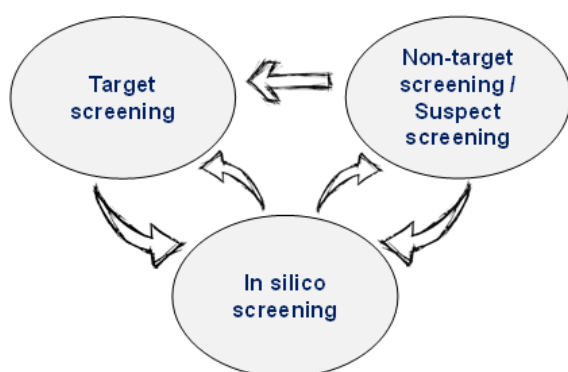 Target
screening
Non-target
screening /
Suspect
screening
In silico
screening